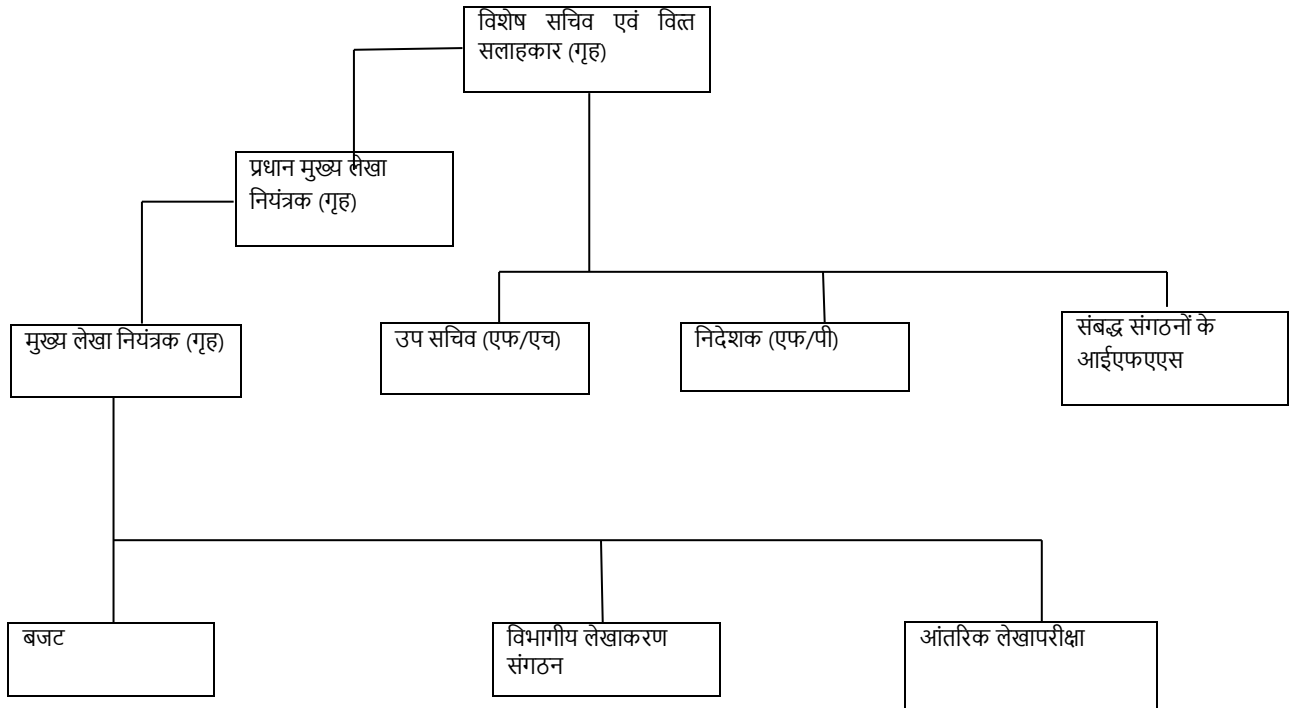 विशेष सचिव एवं वित्त
सलाहकार (गृह)
प्रधान मुख्य लेखा
नियंत्रक (गृह)
मुख्य लेखा नियंत्रक (गृह)
उप सचिव (एफ/एच)
निदेशक (एफ/पी)
संबद्ध संगठनों के
आईएफएएस
बजट
विभागीय लेखाकरण
संगठन
आंतरिक लेखापरीक्षा